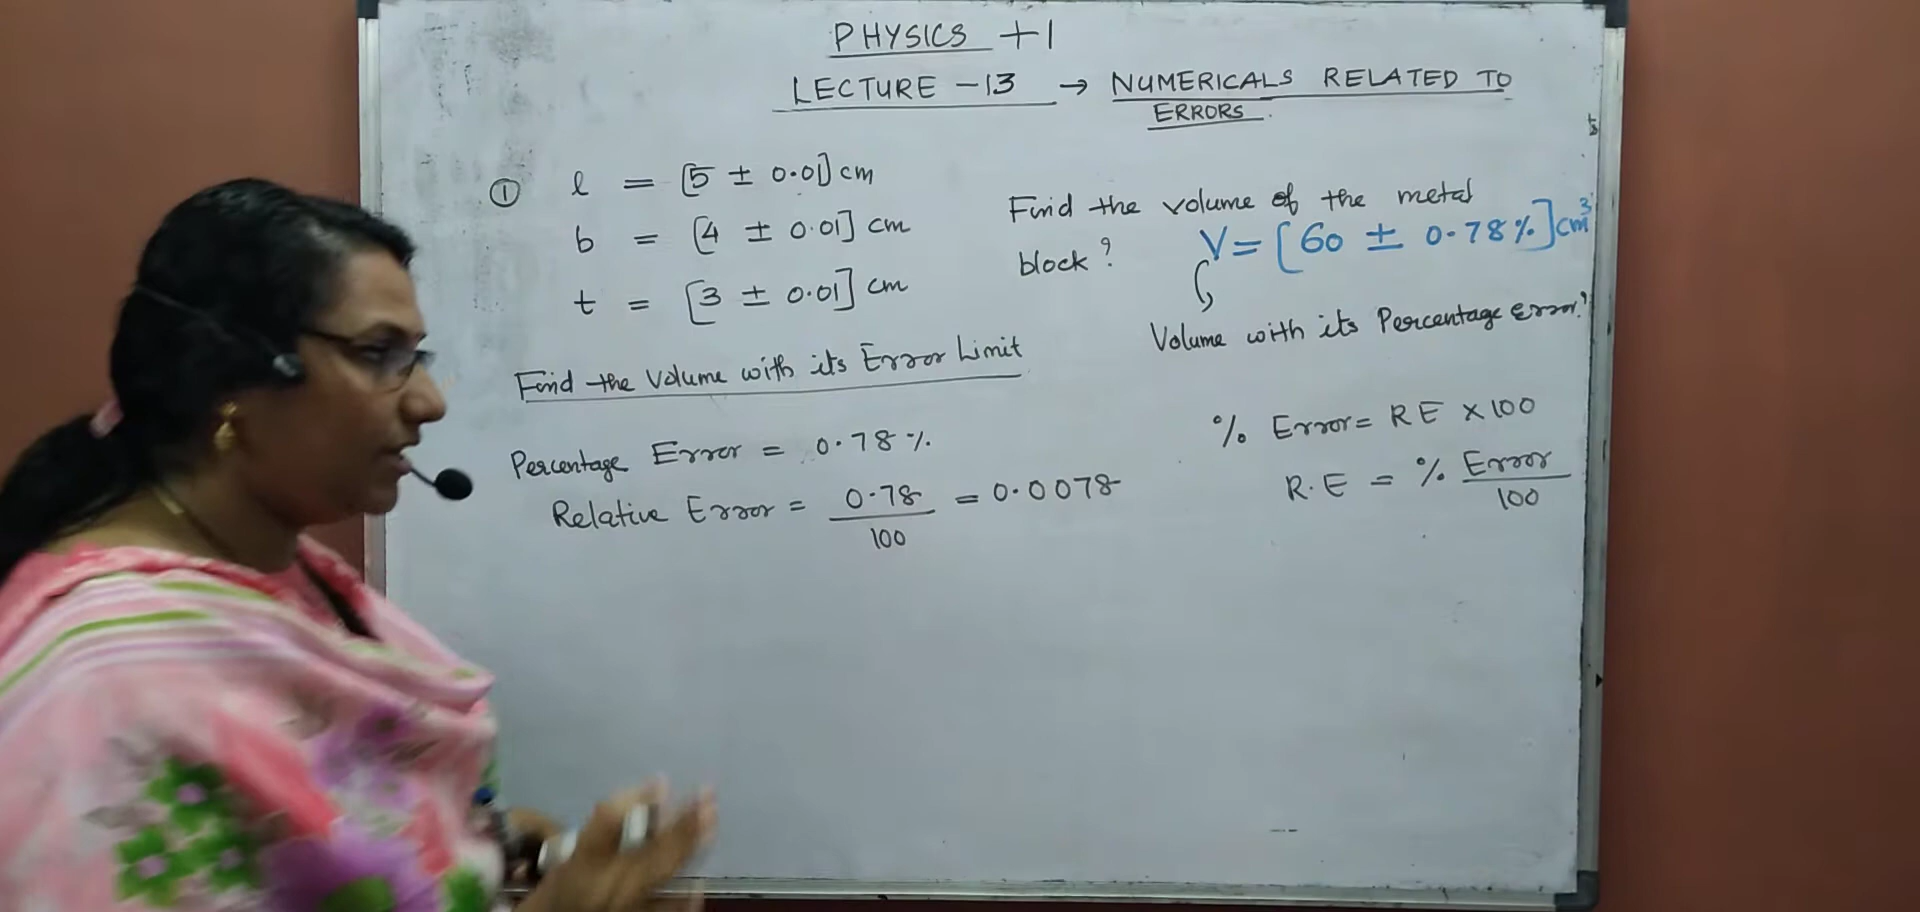 PHYSICS +1
LECTURE -13 → NUMERICALS RELATED TO
ERRORS.
① l = [5 ± 0.01] cm
b = [4 ± 0.01] cm
t = [3 ± 0.01] cm
Find the volume of the metal
block?
V = [60 ± 0.78%] cm³
Volume with its Percentage Error?
Find the Volume with its Error Limit
Percentage Error = 0.78 %
Relative Error = 0.78 / 100 = 0.0078
% Error = RE × 100
R.E = % Error / 100